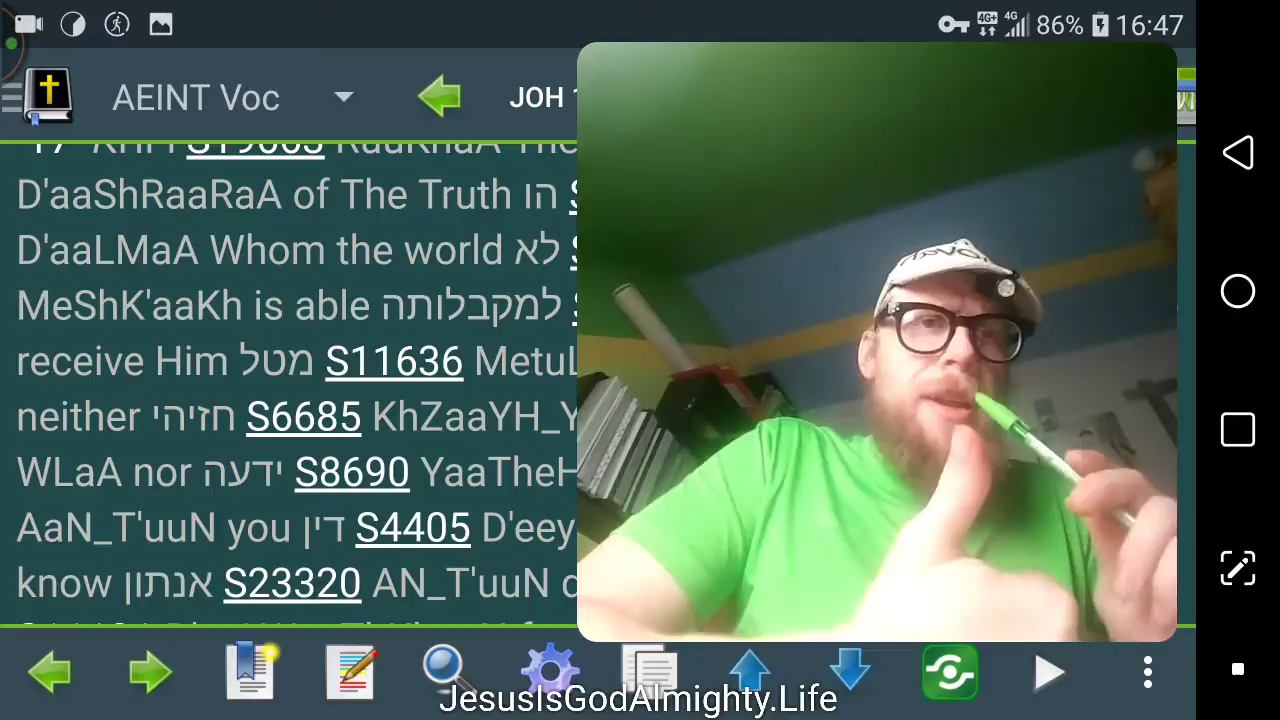 86% 16:47
AEINT Voc
JOH
D'aaShRaaRaA of The Truth הו
D'aaLMaA Whom the world לא
MeShK'aaKh is able למקבלותה
receive Him מטל S11636
neither חזיהי S6685 KhZaaYH_Y
WLaA nor ידעה S8690
AaN_T'uuN you דין S4405 D'eey
know אנתון S23320 AN_T'uuN
JesusIsGodAlmighty.Life